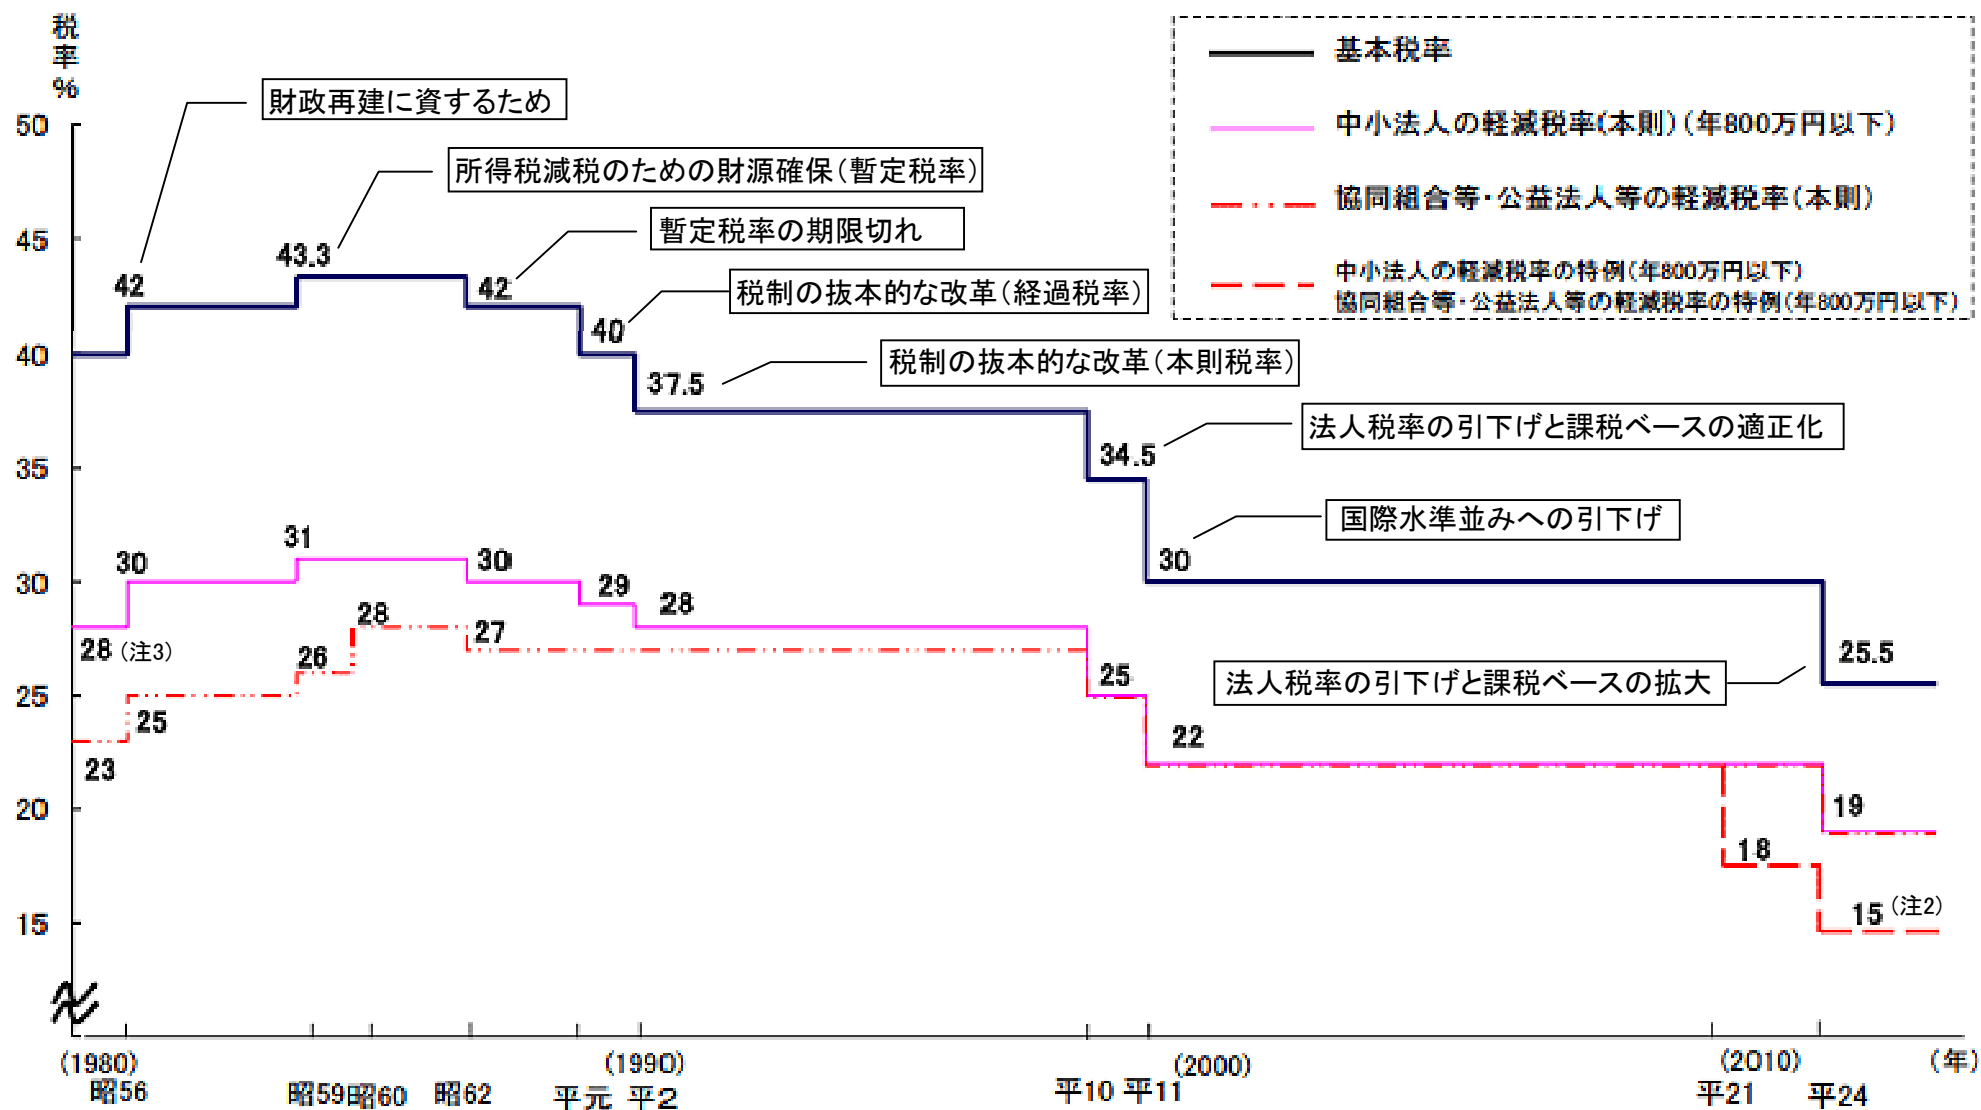 税率%
基本税率
中小法人の軽減税率(本則)(年800万円以下)
協同組合等・公益法人等の軽減税率(本則)
中小法人の軽減税率の特例(年800万円以下)
協同組合等・公益法人等の軽減税率の特例(年800万円以下)
財政再建に資するため
所得税減税のための財源確保(暫定税率)
暫定税率の期限切れ
税制の抜本的な改革(経過税率)
税制の抜本的な改革(本則税率)
法人税率の引下げと課税ベースの適正化
国際水準並みへの引下げ
法人税率の引下げと課税ベースの拡大
50
45
40
35
30
25
20
15
42
43.3
42
40
37.5
34.5
30
25.5
28(注3)
30
31
30
29
28
25
22
19
23
25
26
28
27
18
15(注2)
(1980)
(1990)
(2000)
(2010)
(年)
昭56
昭59
昭60
昭62
平元
平2
平10
平11
平21
平24